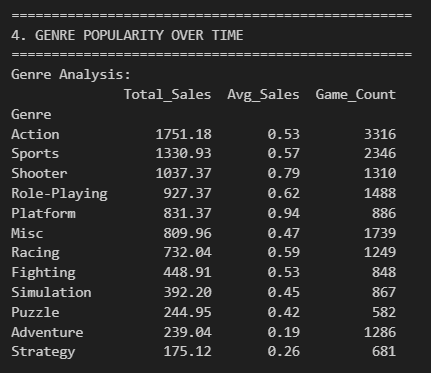 ==================================================
4. GENRE POPULARITY OVER TIME
==================================================
Genre Analysis:
              Total_Sales  Avg_Sales  Game_Count
Genre
Action            1751.18       0.53        3316
Sports            1330.93       0.57        2346
Shooter           1037.37       0.79        1310
Role-Playing       927.37       0.62        1488
Platform           831.37       0.94         886
Misc               809.96       0.47        1739
Racing             732.04       0.59        1249
Fighting           448.91       0.53         848
Simulation         392.20       0.45         867
Puzzle             244.95       0.42         582
Adventure          239.04       0.19        1286
Strategy           175.12       0.26         681